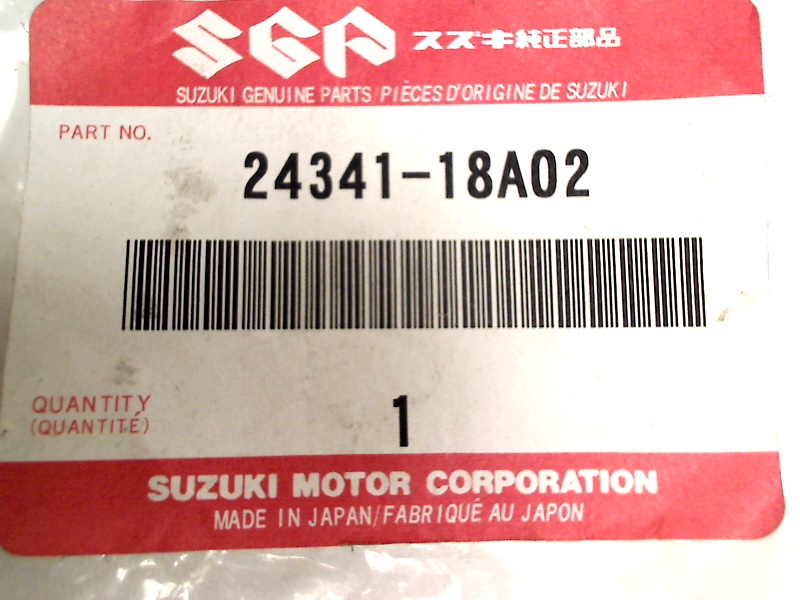 SGP スズキ純正部品
SUZUKI GENUINE PARTS/PIÈCES D'ORIGINE DE SUZUKI
PART NO.
24341-18A02
QUANTITY
(QUANTITÉ)
1
SUZUKI MOTOR CORPORATION
MADE IN JAPAN/FABRIQUÉ AU JAPON